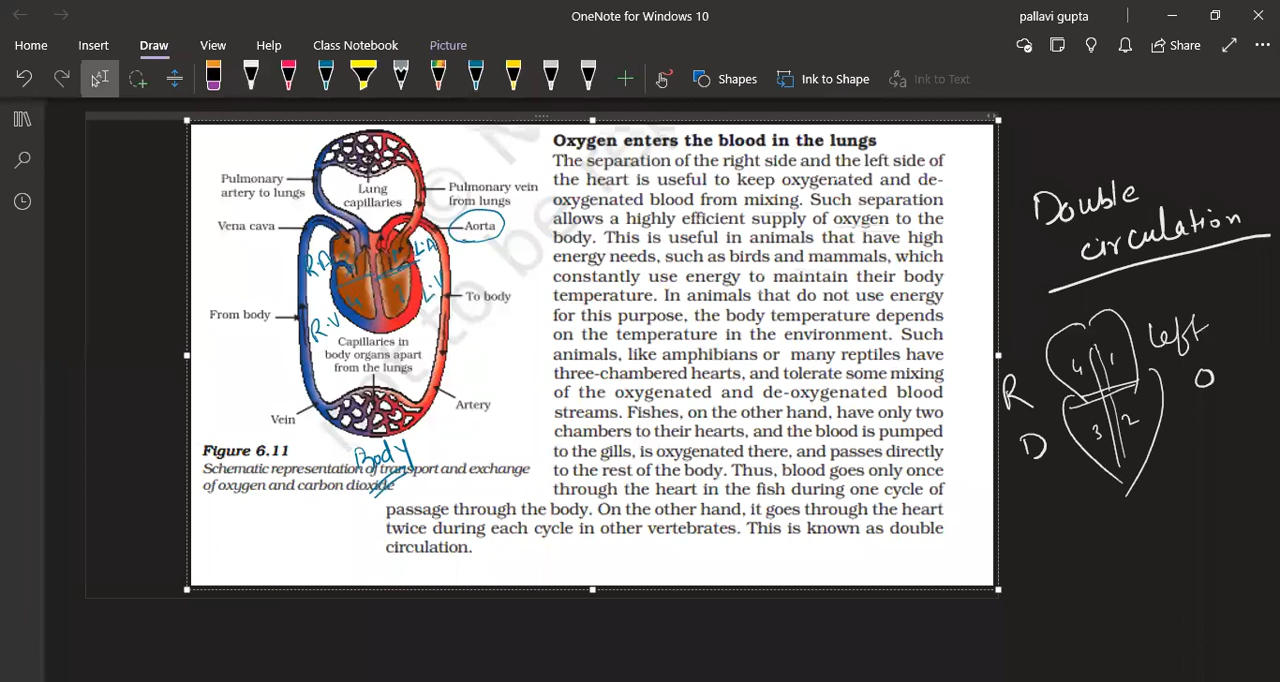 OneNote for Windows 10
pallavi gupta
Home Insert Draw View Help Class Notebook Picture
Share
Shapes Ink to Shape Ink to Text
Pulmonary
artery to lungs
Lung
capillaries
Pulmonary vein
from lungs
Vena cava
Aorta
R.A
L.A
R.V
L.V
4
1
To body
From body
Capillaries in
body organs apart
from the lungs
Vein
Artery
Body
Figure 6.11
Schematic representation of transport and exchange
of oxygen and carbon dioxide
Oxygen enters the blood in the lungs
The separation of the right side and the left side of
the heart is useful to keep oxygenated and de-
oxygenated blood from mixing. Such separation
allows a highly efficient supply of oxygen to the
body. This is useful in animals that have high
energy needs, such as birds and mammals, which
constantly use energy to maintain their body
temperature. In animals that do not use energy
for this purpose, the body temperature depends
on the temperature in the environment. Such
animals, like amphibians or many reptiles have
three-chambered hearts, and tolerate some mixing
of the oxygenated and de-oxygenated blood
streams. Fishes, on the other hand, have only two
chambers to their hearts, and the blood is pumped
to the gills, is oxygenated there, and passes directly
to the rest of the body. Thus, blood goes only once
through the heart in the fish during one cycle of
passage through the body. On the other hand, it goes through the heart
twice during each cycle in other vertebrates. This is known as double
circulation.
Double
circulation
left
4 1
R
O
3 2
D